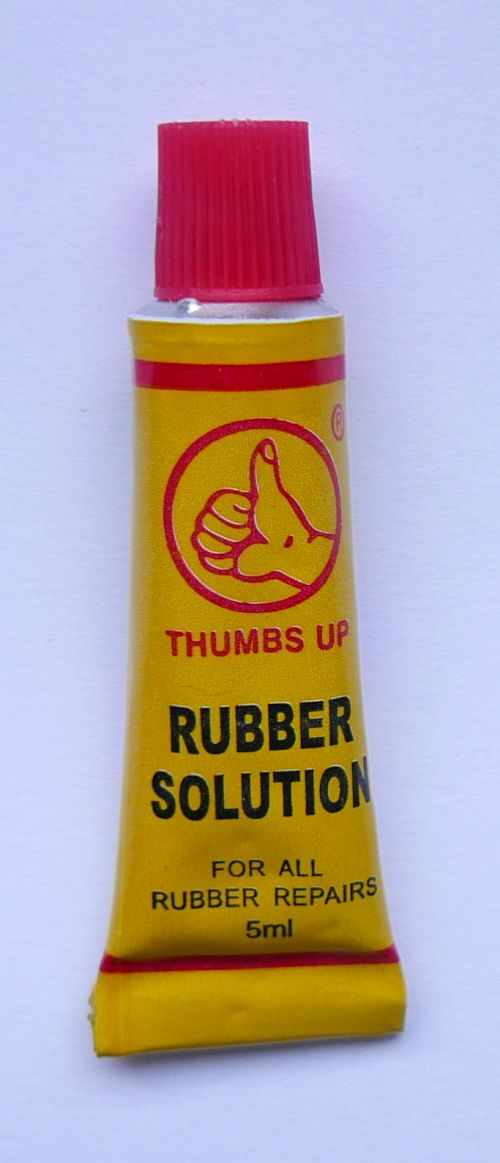 ®
THUMBS UP
RUBBER
SOLUTION
FOR ALL
RUBBER REPAIRS
5ml